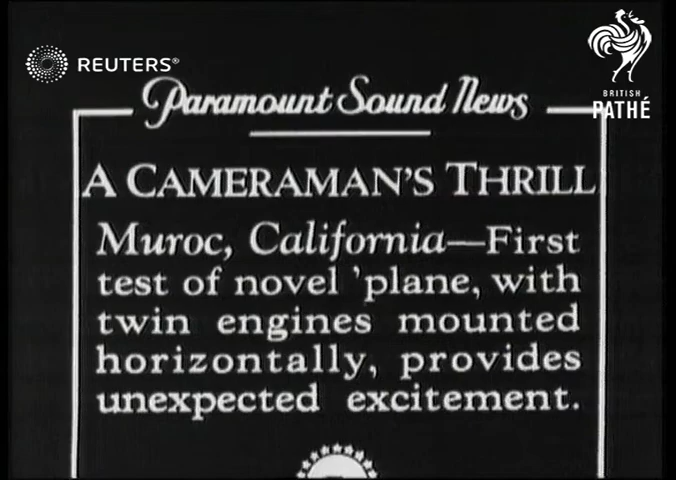 REUTERS®
BRITISH
PATHÉ
Paramount Sound News
A CAMERAMAN'S THRILL
Muroc, California—First
test of novel 'plane, with
twin engines mounted
horizontally, provides
unexpected excitement.